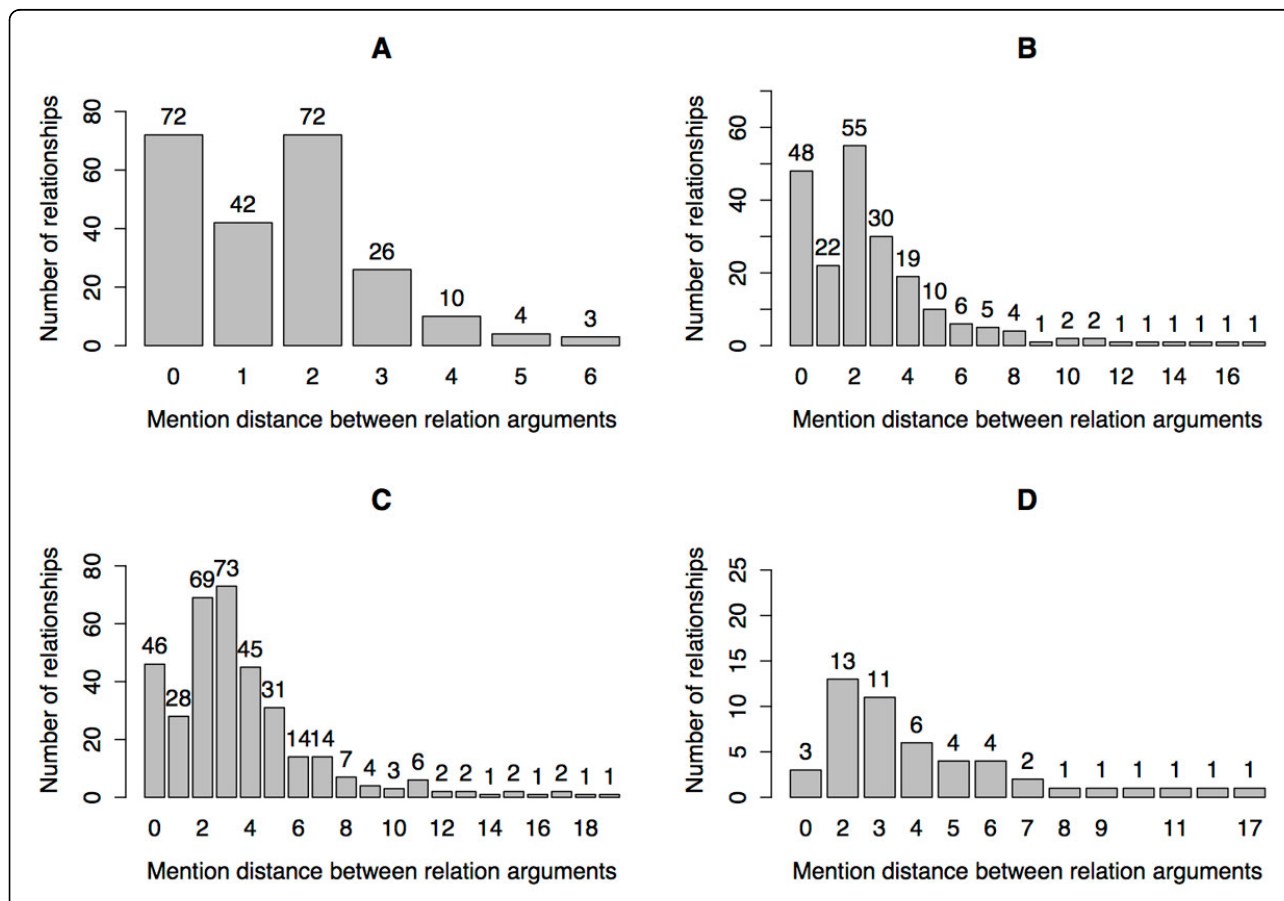 A
Number of relationships
80
60
40
20
0
72 42 72 26 10 4 3
0 1 2 3 4 5 6
Mention distance between relation arguments
B
Number of relationships
60
40
20
0
48 22 55 30 19 10 6 5 4 1 2 2 1 1 1 1 1 1
0 2 4 6 8 10 12 14 16
Mention distance between relation arguments
C
Number of relationships
80
60
40
20
0
46 28 69 73 45 31 14 14 7 4 3 6 2 2 1 2 1 2 1 1
0 2 4 6 8 10 12 14 16 18
Mention distance between relation arguments
D
Number of relationships
25
20
15
10
5
0
3 13 11 6 4 4 2 1 1 1 1 1 1
0 2 3 4 5 6 7 8 9 11 17
Mention distance between relation arguments